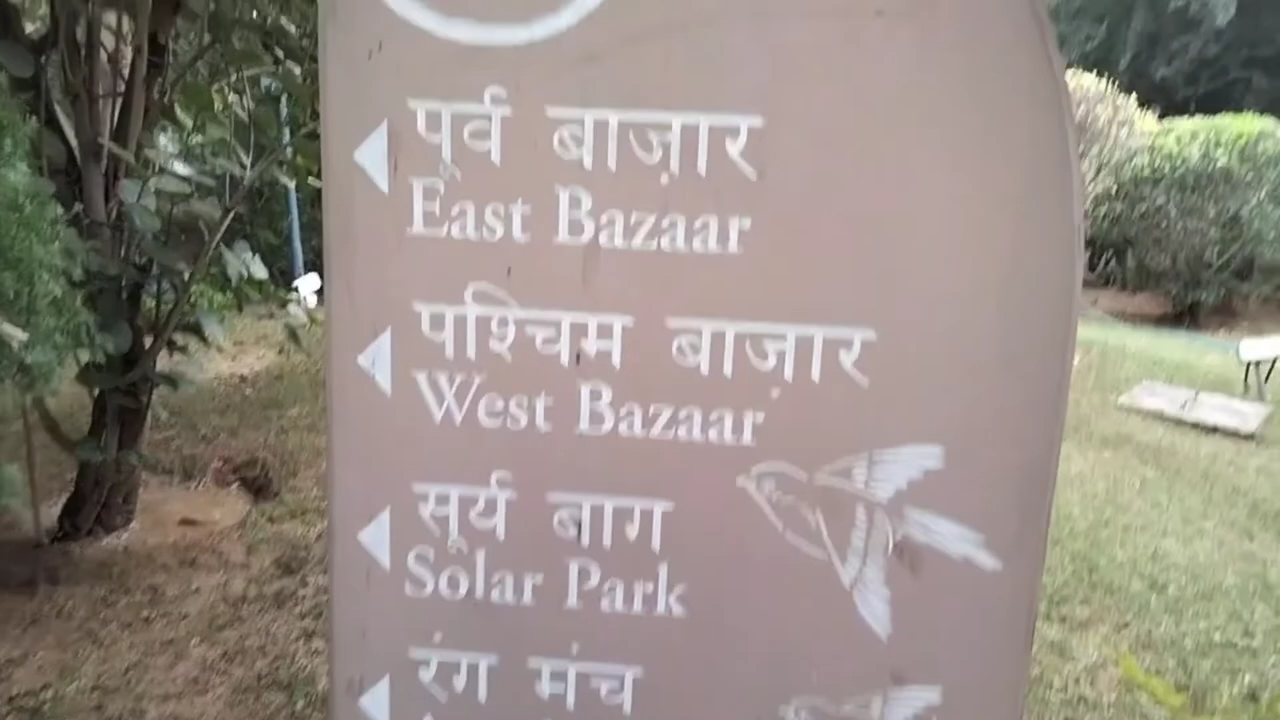 पूर्व बाज़ार
East Bazaar
पश्चिम बाज़ार
West Bazaar
सूर्य बाग
Solar Park
रंग मंच